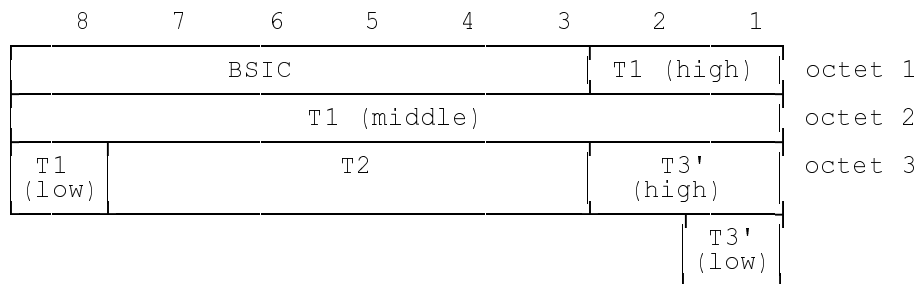 8 7 6 5 4 3 2 1
BSIC T1 (high) octet 1
T1 (middle) octet 2
T1 T2 T3' octet 3
(low) (high)
T3'
(low)